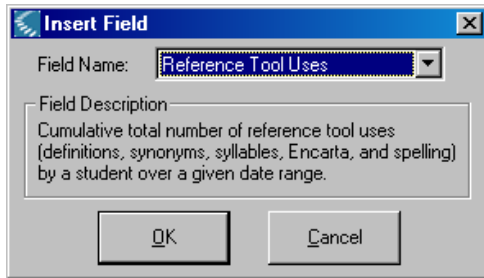 Insert Field
Field Name: Reference Tool Uses
Field Description
Cumulative total number of reference tool uses
(definitions, synonyms, syllables, Encarta, and spelling)
by a student over a given date range.
OK Cancel